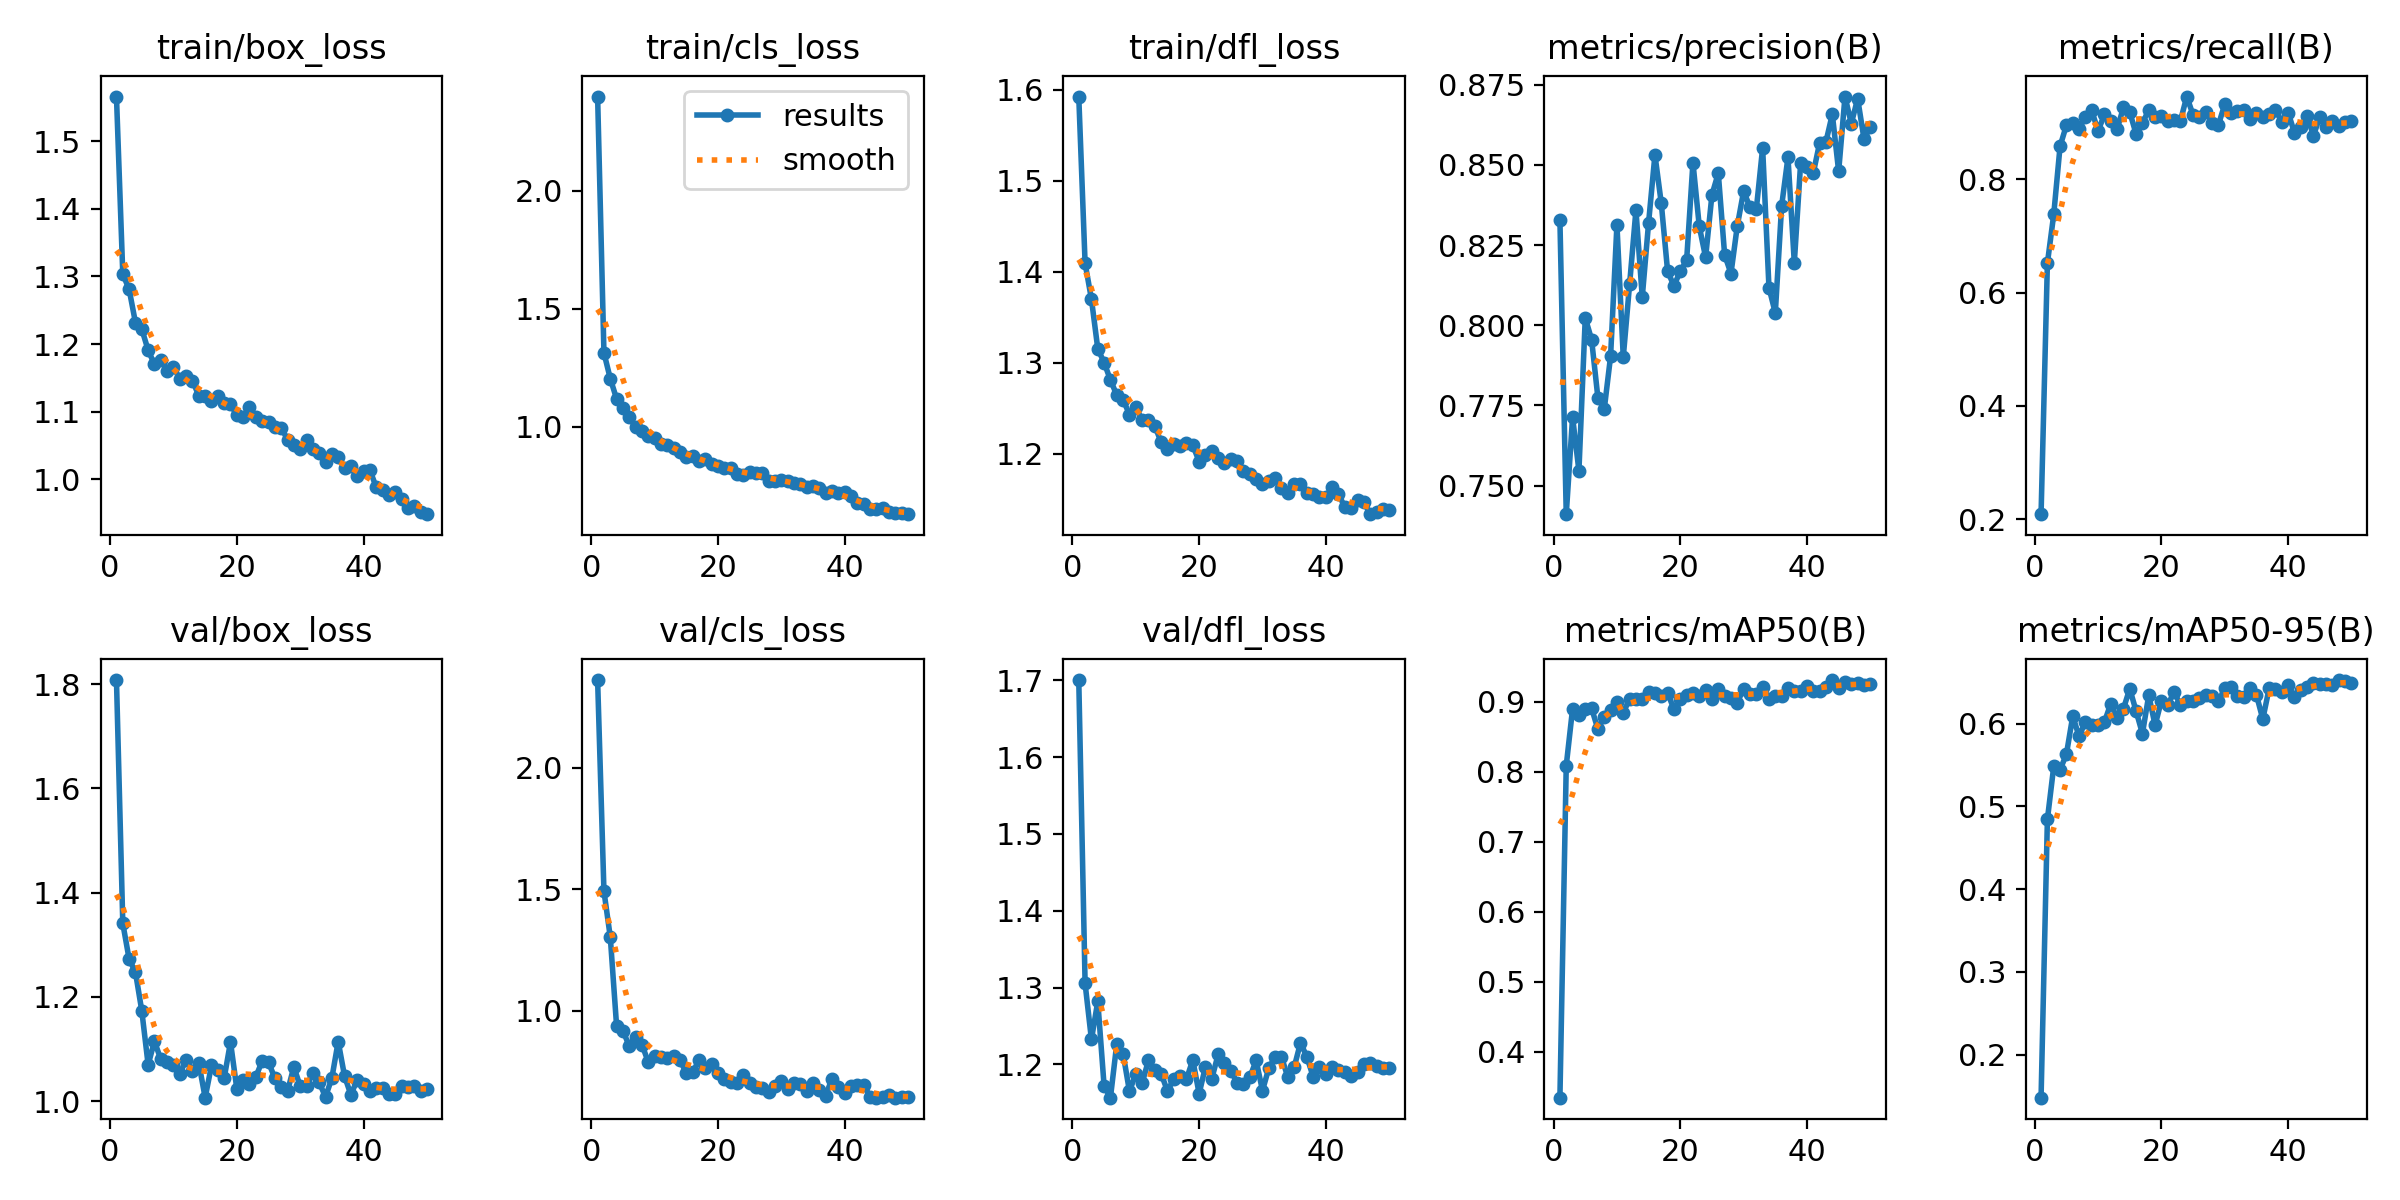 train/box_loss
train/cls_loss
train/dfl_loss
metrics/precision(B)
metrics/recall(B)
results
smooth
1.5
1.4
1.3
1.2
1.1
1.0
0 20 40
2.0
1.5
1.0
0 20 40
1.6
1.5
1.4
1.3
1.2
0 20 40
0.875
0.850
0.825
0.800
0.775
0.750
0 20 40
0.8
0.6
0.4
0.2
0 20 40
val/box_loss
val/cls_loss
val/dfl_loss
metrics/mAP50(B)
metrics/mAP50-95(B)
1.8
1.6
1.4
1.2
1.0
0 20 40
2.0
1.5
1.0
0 20 40
1.7
1.6
1.5
1.4
1.3
1.2
0 20 40
0.9
0.8
0.7
0.6
0.5
0.4
0 20 40
0.6
0.5
0.4
0.3
0.2
0 20 40